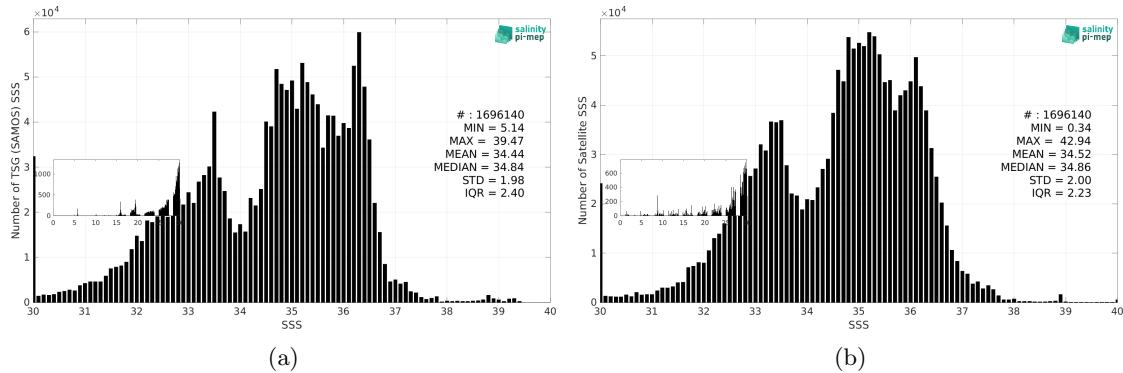 ×10⁴
6
5
4
3
2
1
0
Number of TSG (SAMOS) SSS
salinity
pi-mep
# : 1696140
MIN = 5.14
MAX = 39.47
MEAN = 34.44
MEDIAN = 34.84
STD = 1.98
IQR = 2.40
1000
500
0
0 5 10 15 20 25
30 31 32 33 34 35 36 37 38 39 40
SSS
(a)
×10⁴
5
4
3
2
1
0
Number of Satellite SSS
salinity
pi-mep
# : 1696140
MIN = 0.34
MAX = 42.94
MEAN = 34.52
MEDIAN = 34.86
STD = 2.00
IQR = 2.23
600
400
200
0
0 5 10 15 20 25
30 31 32 33 34 35 36 37 38 39 40
SSS
(b)